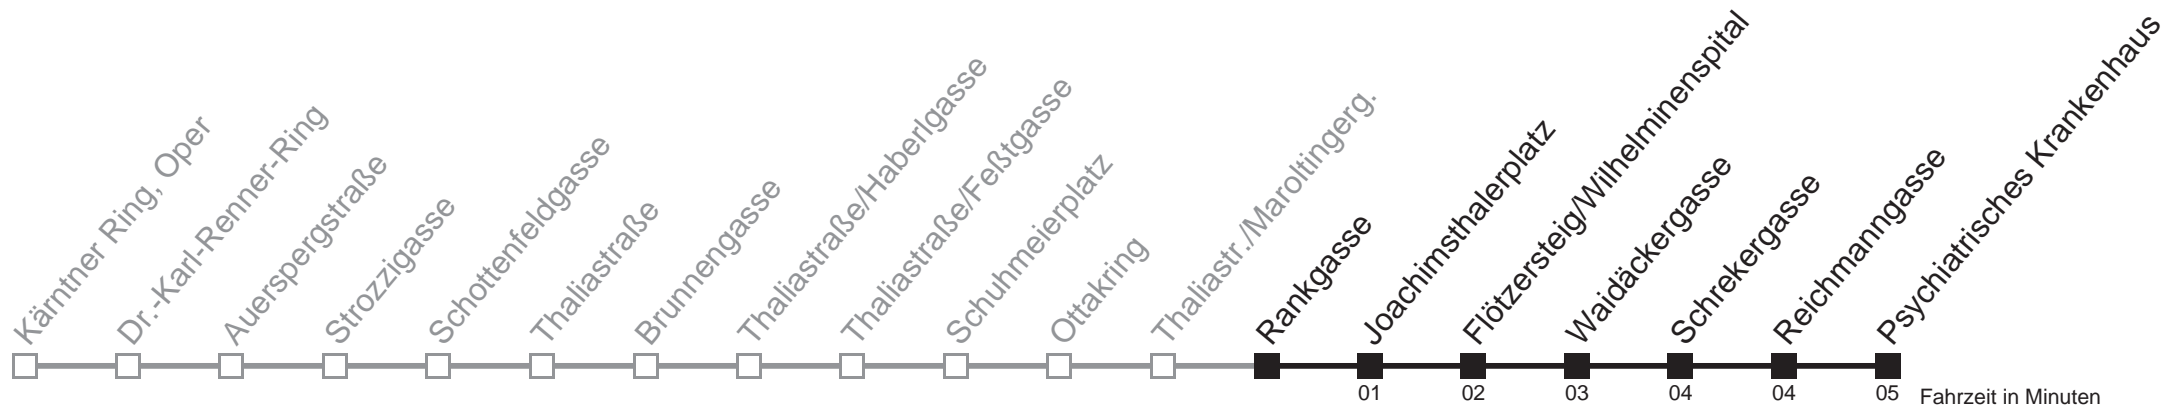 Kärntner Ring, Oper
Dr.-Karl-Renner-Ring
Auerspergstraße
Strozzigasse
Schottenfeldgasse
Thaliastraße
Brunnengasse
Thaliastraße/Haberlgasse
Thaliastraße/Feßtgasse
Schuhmeierplatz
Ottakring
Thaliastr./Maroltingerg.
Rankgasse
Joachimsthalerplatz
Flötzersteig/Wilhelminenspital
Waidäckergasse
Schrekergasse
Reichmanngasse
Psychiatrisches Krankenhaus
01 02 03 04 04 05 Fahrzeit in Minuten